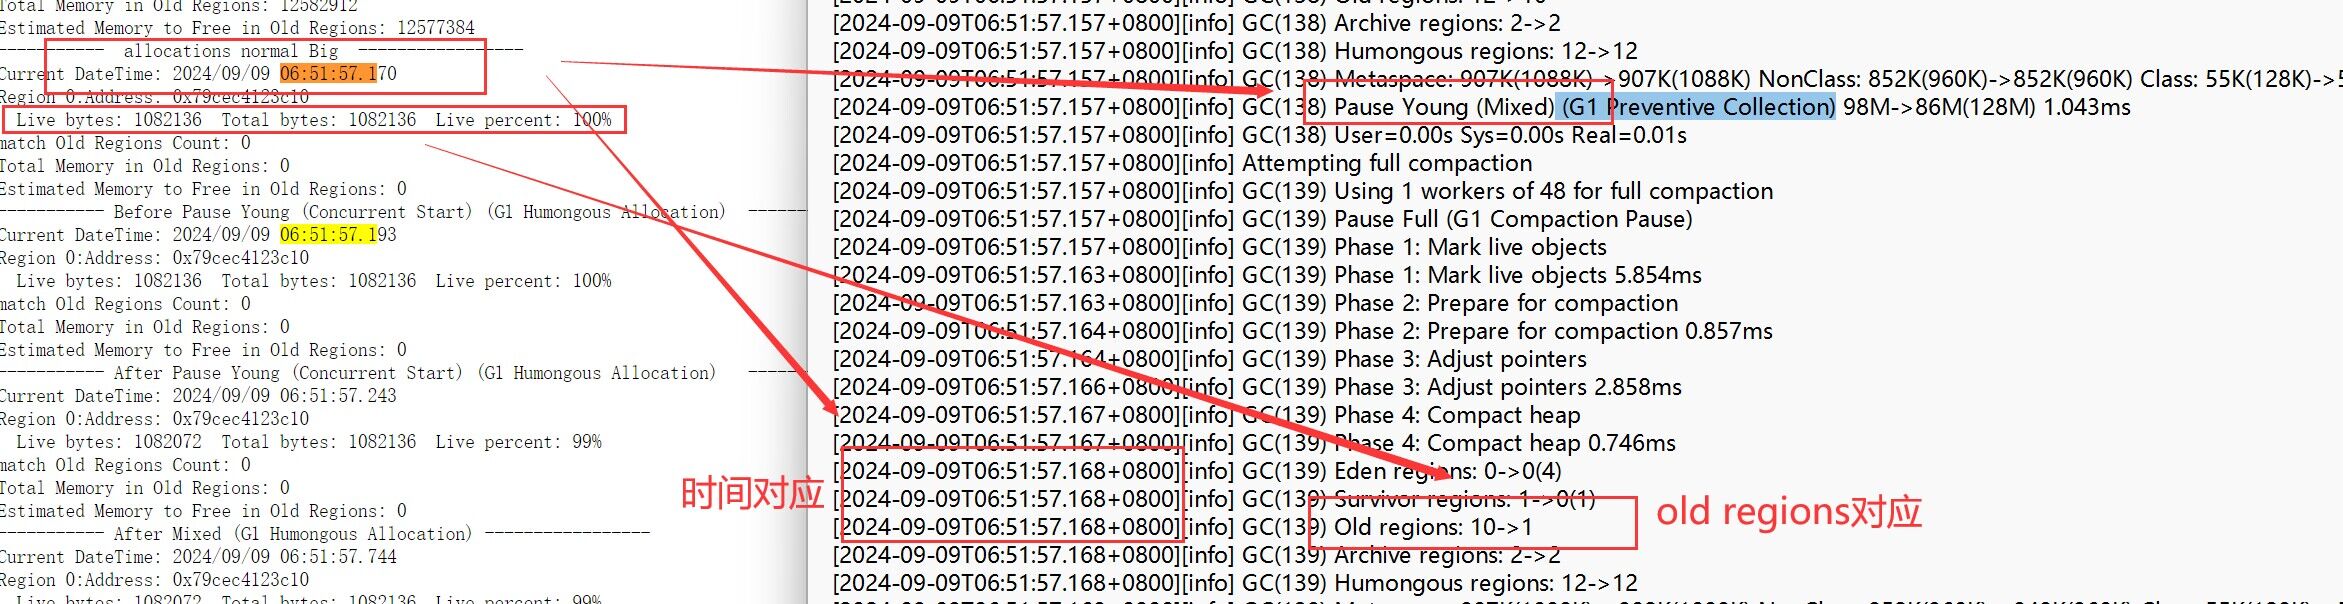 Total Memory in Old Regions: 12582912
Estimated Memory to Free in Old Regions: 12577384
----------- allocations normal Big -----------------
Current DateTime: 2024/09/09 06:51:57.170
Region 0:Address: 0x79cec4123c10
Live bytes: 1082136 Total bytes: 1082136 Live percent: 100%
match Old Regions Count: 0
Total Memory in Old Regions: 0
Estimated Memory to Free in Old Regions: 0
----------- Before Pause Young (Concurrent Start) (G1 Humongous Allocation) ------
Current DateTime: 2024/09/09 06:51:57.193
Region 0:Address: 0x79cec4123c10
Live bytes: 1082136 Total bytes: 1082136 Live percent: 100%
match Old Regions Count: 0
Total Memory in Old Regions: 0
Estimated Memory to Free in Old Regions: 0
----------- After Pause Young (Concurrent Start) (G1 Humongous Allocation) ------
Current DateTime: 2024/09/09 06:51:57.243
Region 0:Address: 0x79cec4123c10
Live bytes: 1082072 Total bytes: 1082136 Live percent: 99%
match Old Regions Count: 0
Total Memory in Old Regions: 0
Estimated Memory to Free in Old Regions: 0
----------- After Mixed (G1 Humongous Allocation) -----------------
Current DateTime: 2024/09/09 06:51:57.744
Region 0:Address: 0x79cec4123c10
Live bytes: 1082072 Total bytes: 1082136 Live percent: 99%
时间对应
[2024-09-09T06:51:57.157+0800][info] GC(138) Old regions: 12->10
[2024-09-09T06:51:57.157+0800][info] GC(138) Archive regions: 2->2
[2024-09-09T06:51:57.157+0800][info] GC(138) Humongous regions: 12->12
[2024-09-09T06:51:57.157+0800][info] GC(138) Metaspace: 907K(1088K)->907K(1088K) NonClass: 852K(960K)->852K(960K) Class: 55K(128K)->5
[2024-09-09T06:51:57.157+0800][info] GC(138) Pause Young (Mixed) (G1 Preventive Collection) 98M->86M(128M) 1.043ms
[2024-09-09T06:51:57.157+0800][info] GC(138) User=0.00s Sys=0.00s Real=0.01s
[2024-09-09T06:51:57.157+0800][info] Attempting full compaction
[2024-09-09T06:51:57.157+0800][info] GC(139) Using 1 workers of 48 for full compaction
[2024-09-09T06:51:57.157+0800][info] GC(139) Pause Full (G1 Compaction Pause)
[2024-09-09T06:51:57.157+0800][info] GC(139) Phase 1: Mark live objects
[2024-09-09T06:51:57.163+0800][info] GC(139) Phase 1: Mark live objects 5.854ms
[2024-09-09T06:51:57.163+0800][info] GC(139) Phase 2: Prepare for compaction
[2024-09-09T06:51:57.164+0800][info] GC(139) Phase 2: Prepare for compaction 0.857ms
[2024-09-09T06:51:57.164+0800][info] GC(139) Phase 3: Adjust pointers
[2024-09-09T06:51:57.166+0800][info] GC(139) Phase 3: Adjust pointers 2.858ms
[2024-09-09T06:51:57.167+0800][info] GC(139) Phase 4: Compact heap
[2024-09-09T06:51:57.167+0800][info] GC(139) Phase 4: Compact heap 0.746ms
[2024-09-09T06:51:57.168+0800][info] GC(139) Eden regions: 0->0(4)
[2024-09-09T06:51:57.168+0800][info] GC(139) Survivor regions: 1->0(1)
[2024-09-09T06:51:57.168+0800][info] GC(139) Old regions: 10->1
[2024-09-09T06:51:57.168+0800][info] GC(139) Archive regions: 2->2
[2024-09-09T06:51:57.168+0800][info] GC(139) Humongous regions: 12->12
old regions对应